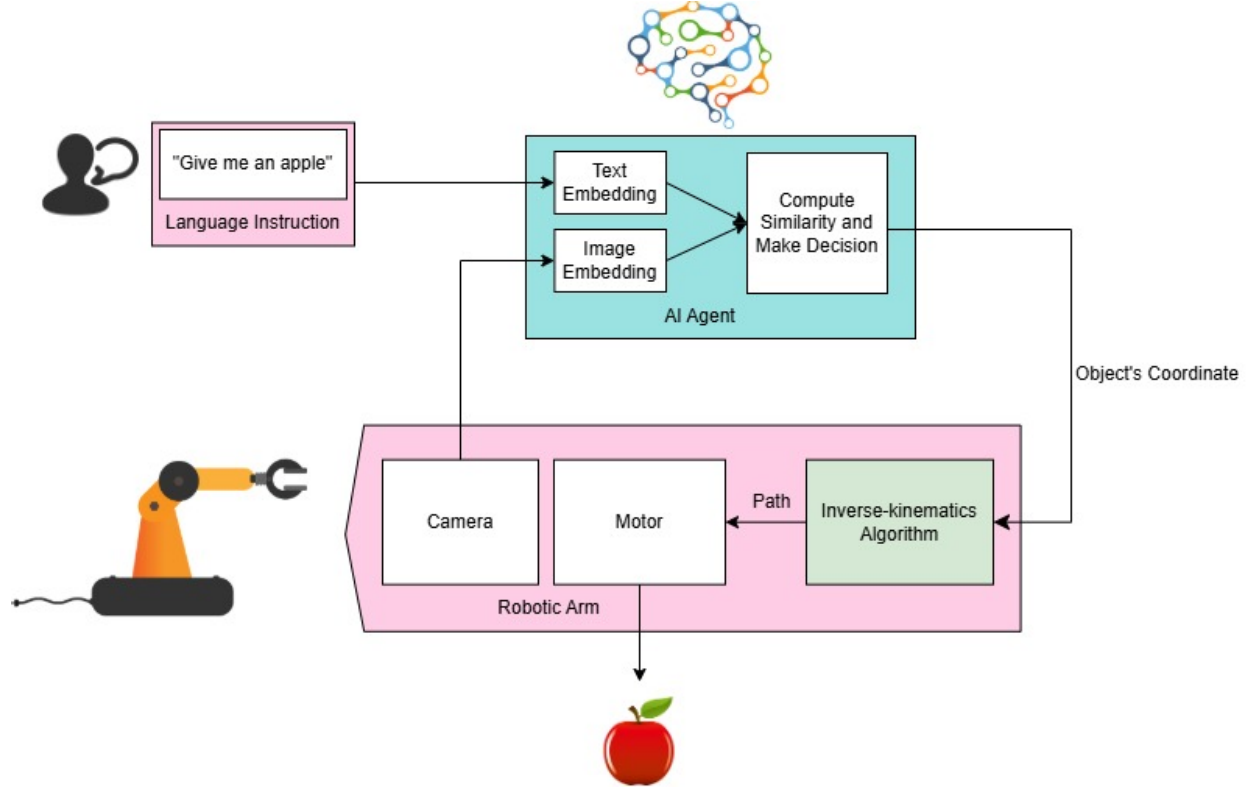 "Give me an apple"
Language Instruction
Text
Embedding
Image
Embedding
Compute
Similarity and
Make Decision
AI Agent
Object's Coordinate
Camera
Motor
Path
Inverse-kinematics
Algorithm
Robotic Arm